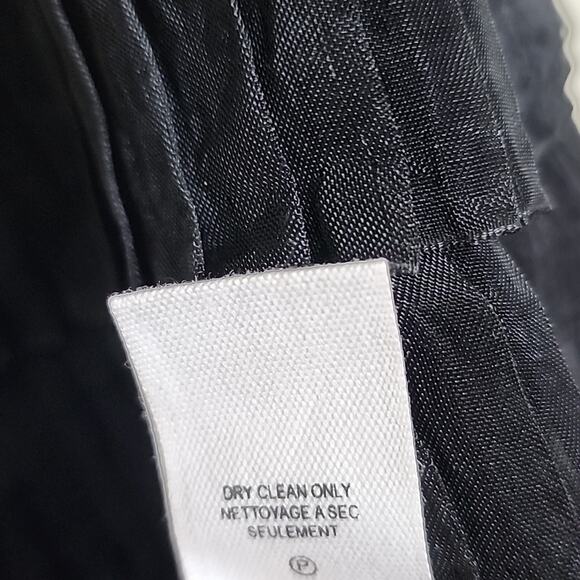 DRY CLEAN ONLY
NETTOYAGE A SEC
SEULEMENT
P